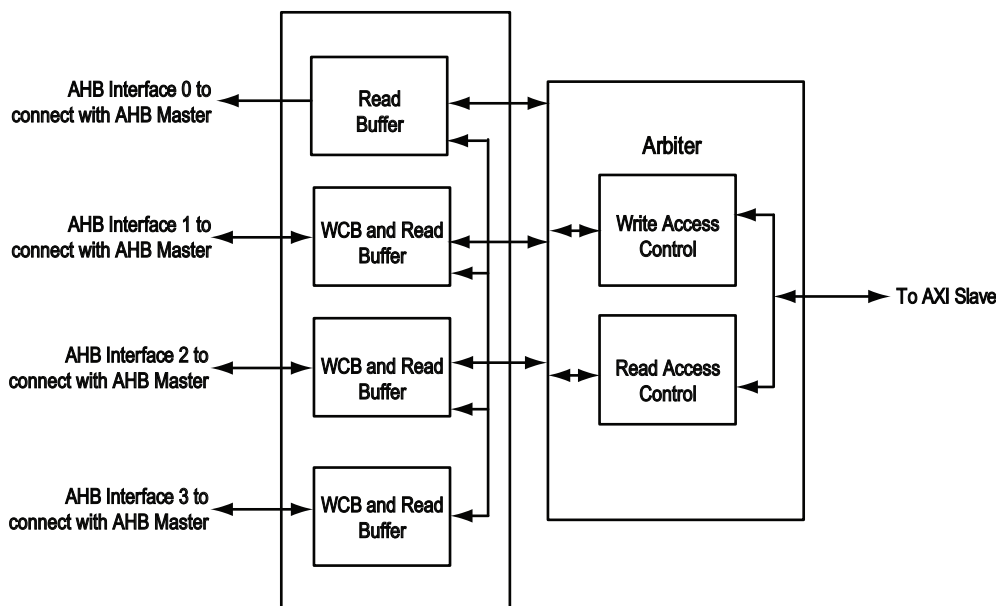 AHB Interface 0 to
connect with AHB Master
Read
Buffer
AHB Interface 1 to
connect with AHB Master
WCB and Read
Buffer
AHB Interface 2 to
connect with AHB Master
WCB and Read
Buffer
AHB Interface 3 to
connect with AHB Master
WCB and Read
Buffer
Arbiter
Write Access
Control
Read Access
Control
To AXI Slave